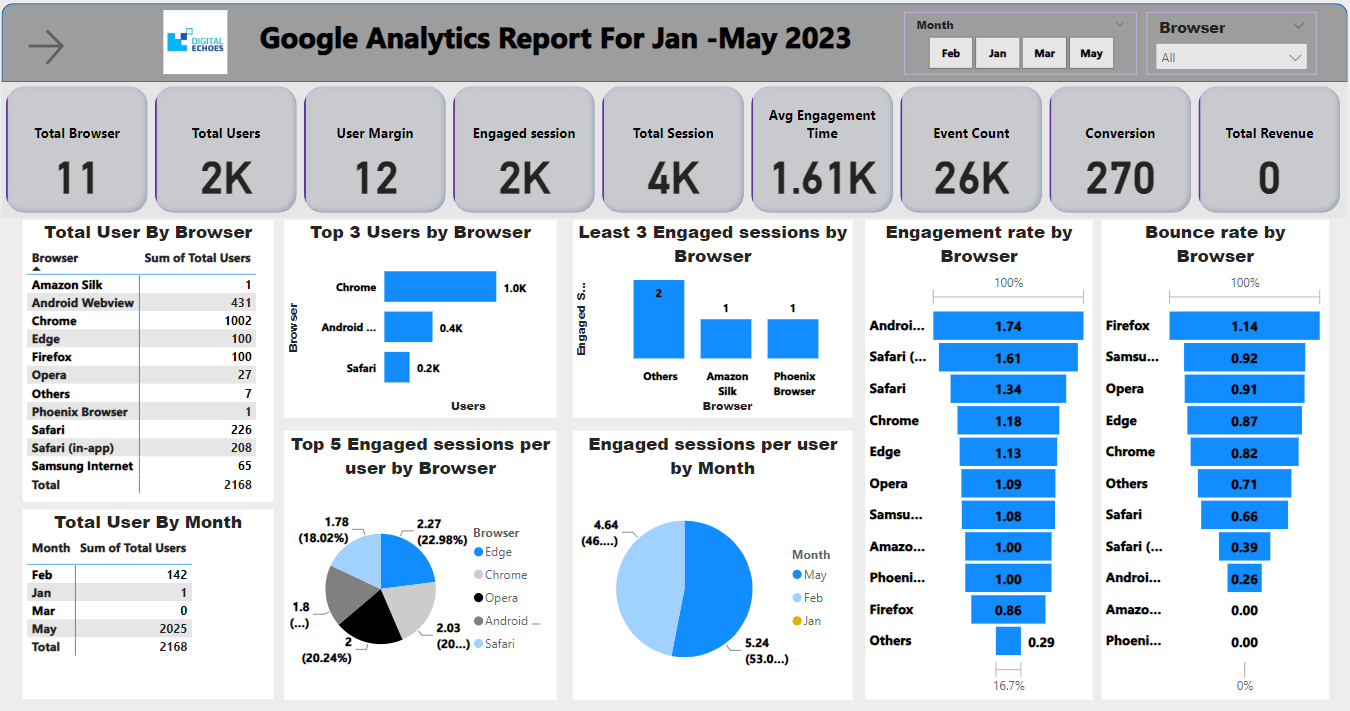 DIGITAL
ECHOES
Google Analytics Report For Jan -May 2023
Month
Feb Jan Mar May
Browser
All
Total Browser
11
Total Users
2K
User Margin
12
Engaged session
2K
Total Session
4K
Avg Engagement
Time
1.61K
Event Count
26K
Conversion
270
Total Revenue
0
Total User By Browser
Browser Sum of Total Users
Amazon Silk 1
Android Webview 431
Chrome 1002
Edge 100
Firefox 100
Opera 27
Others 7
Phoenix Browser 1
Safari 226
Safari (in-app) 208
Samsung Internet 65
Total 2168
Total User By Month
Month Sum of Total Users
Feb 142
Jan 1
Mar 0
May 2025
Total 2168
Top 3 Users by Browser
Browser
Chrome 1.0K
Android ... 0.4K
Safari 0.2K
Users
Top 5 Engaged sessions per
user by Browser
1.78
(18.02%)
2.27
(22.98%)
1.8
(...)
2.03
(20...)
2
(20.24%)
Browser
Edge
Chrome
Opera
Android ...
Safari
Least 3 Engaged sessions by
Browser
Engaged S...
2
1
1
Others
Amazon
Silk
Phoenix
Browser
Browser
Engaged sessions per user
by Month
4.64
(46....)
5.24
(53.0...)
Month
May
Feb
Jan
Engagement rate by
Browser
100%
Androi... 1.74
Safari (... 1.61
Safari 1.34
Chrome 1.18
Edge 1.13
Opera 1.09
Samsu... 1.08
Amazo... 1.00
Phoeni... 1.00
Firefox 0.86
Others 0.29
16.7%
Bounce rate by
Browser
100%
Firefox 1.14
Samsu... 0.92
Opera 0.91
Edge 0.87
Chrome 0.82
Others 0.71
Safari 0.66
Safari (... 0.39
Androi... 0.26
Amazo... 0.00
Phoeni... 0.00
0%